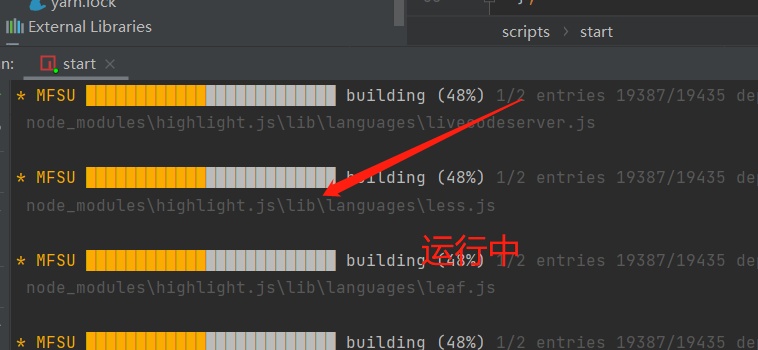 yarn.lock
External Libraries
scripts > start
n: start ×
* MFSU building (48%) 1/2 entries 19387/19435 dep
node_modules\highlight.js\lib\languages\livecodeserver.js
* MFSU building (48%) 1/2 entries 19387/19435 dep
node_modules\highlight.js\lib\languages\less.js
运行中
* MFSU building (48%) 1/2 entries 19387/19435 dep
node_modules\highlight.js\lib\languages\leaf.js
* MFSU building (48%) 1/2 entries 19387/19435 dep